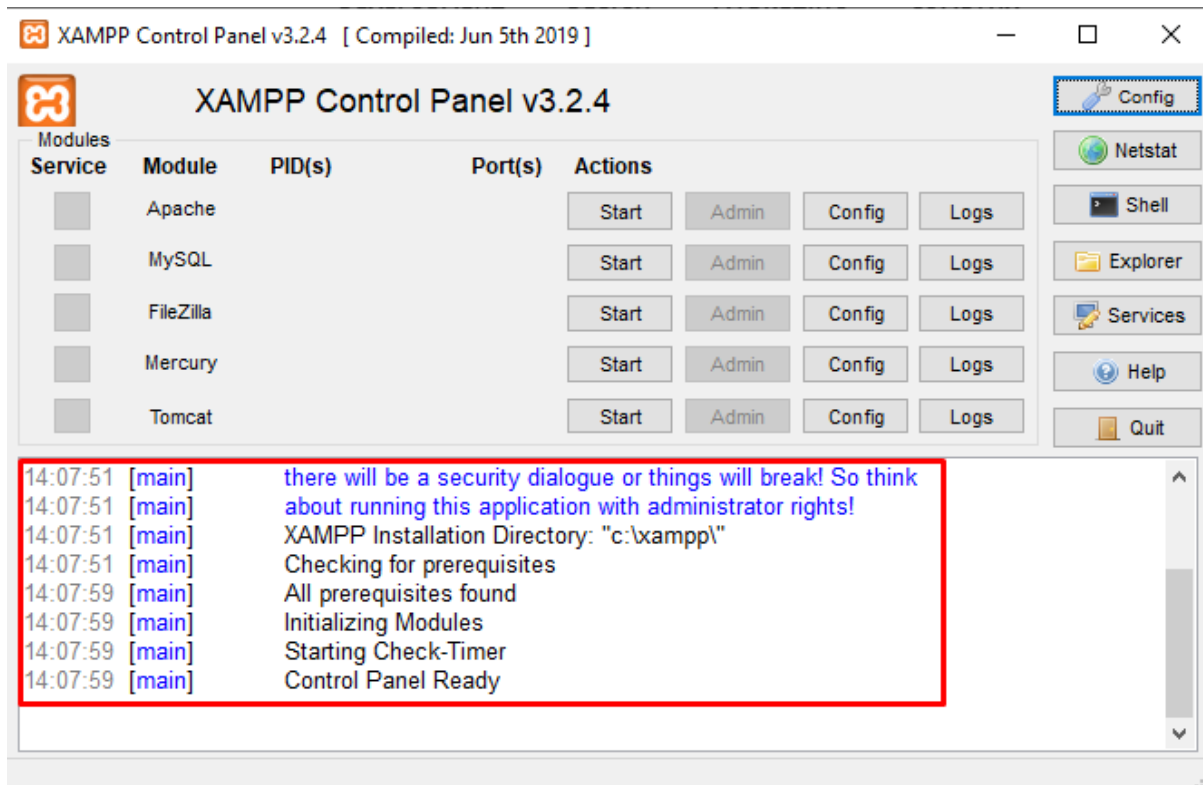 XAMPP Control Panel v3.2.4 [ Compiled: Jun 5th 2019 ]
XAMPP Control Panel v3.2.4
Modules
Service Module PID(s) Port(s) Actions
Apache Start Admin Config Logs
MySQL Start Admin Config Logs
FileZilla Start Admin Config Logs
Mercury Start Admin Config Logs
Tomcat Start Admin Config Logs
Config
Netstat
Shell
Explorer
Services
Help
Quit
14:07:51 [main] there will be a security dialogue or things will break! So think
14:07:51 [main] about running this application with administrator rights!
14:07:51 [main] XAMPP Installation Directory: "c:\xampp\"
14:07:51 [main] Checking for prerequisites
14:07:59 [main] All prerequisites found
14:07:59 [main] Initializing Modules
14:07:59 [main] Starting Check-Timer
14:07:59 [main] Control Panel Ready